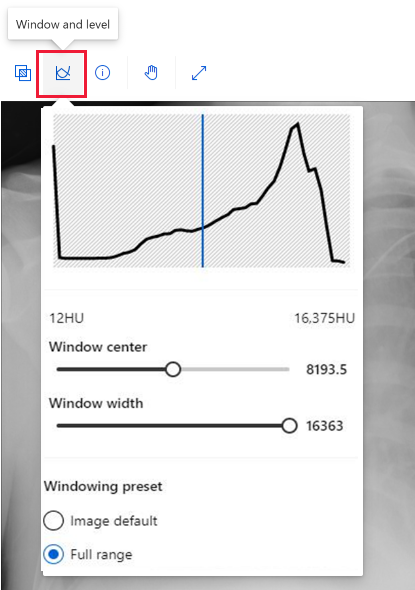 Window and level
12HU 16,375HU
Window center
8193.5
Window width
16363
Windowing preset
Image default
Full range